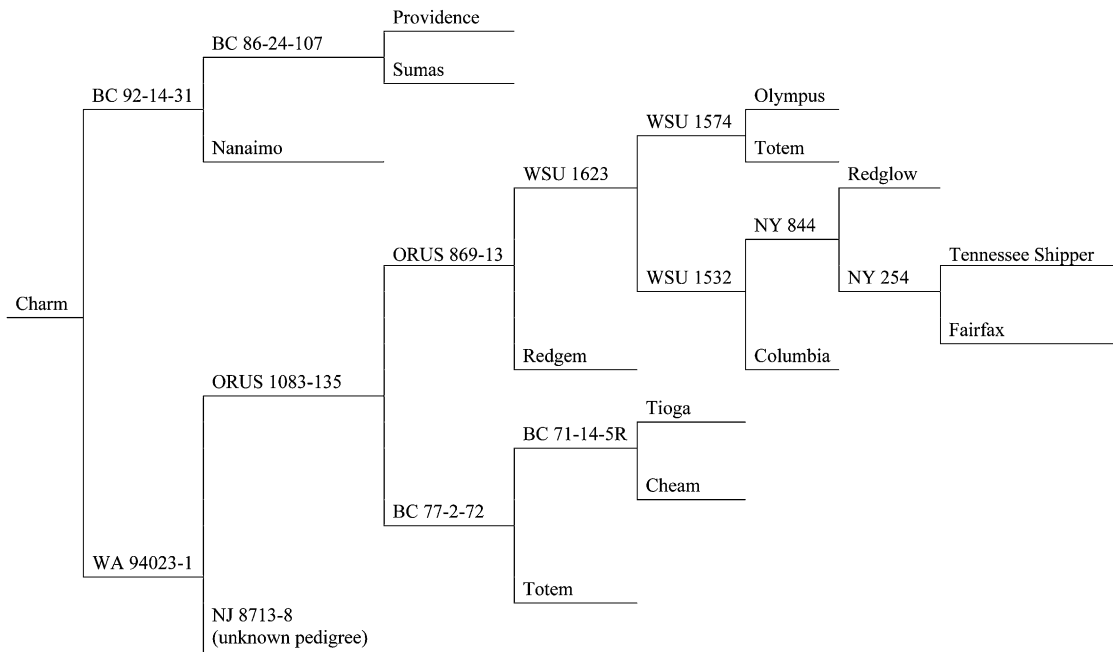 Providence
BC 86-24-107
Sumas
BC 92-14-31
Olympus
WSU 1574
Nanaimo
Totem
WSU 1623
Redglow
NY 844
ORUS 869-13
Tennessee Shipper
WSU 1532
NY 254
Charm
Fairfax
Redgem
Columbia
ORUS 1083-135
Tioga
BC 71-14-5R
Cheam
BC 77-2-72
WA 94023-1
Totem
NJ 8713-8
(unknown pedigree)